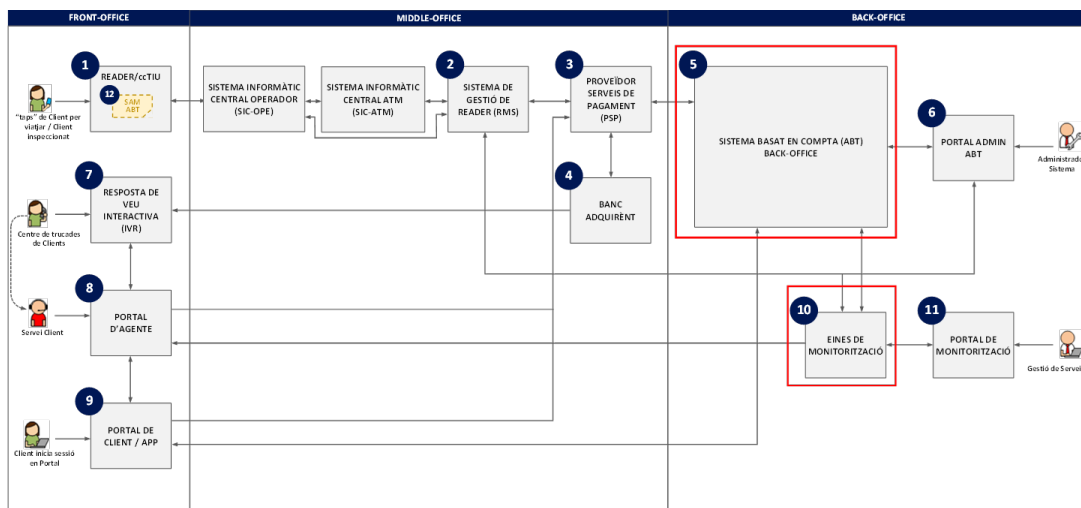 FRONT-OFFICE
MIDDLE-OFFICE
BACK-OFFICE
1
READER/ccTIU
12
SAM
ABT
"taps" de Client per
viatjar / Client
inspeccionat
SISTEMA INFORMÀTIC
CENTRAL OPERADOR
(SIC-OPE)
SISTEMA INFORMÀTIC
CENTRAL ATM
(SIC-ATM)
2
SISTEMA DE
GESTIÓ DE
READER (RMS)
3
PROVEÏDOR
SERVEIS DE
PAGAMENT
(PSP)
4
BANC
ADQUIRÈNT
5
SISTEMA BASAT EN COMPTA (ABT)
BACK-OFFICE
6
PORTAL ADMIN
ABT
Administrado
Sistema
7
RESPOSTA DE
VEU
INTERACTIVA
(IVR)
Centre de trucades
de Clients
8
PORTAL
D'AGENTE
Servei Client
9
PORTAL DE
CLIENT / APP
Client inicia sessió
en Portal
10
EINES DE
MONITORITZACIÓ
11
PORTAL DE
MONITORITZACIÓ
Gestió de Servei